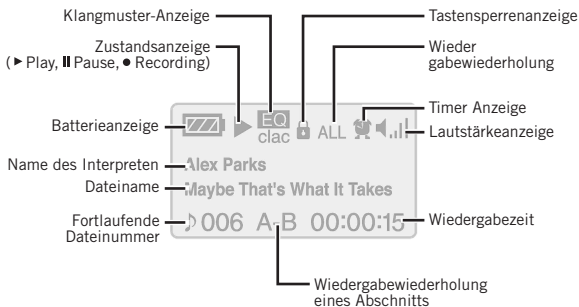 Klangmuster-Anzeige
Tastensperrenanzeige
Zustandsanzeige
(▶ Play, ⏸ Pause, ● Recording)
Wieder
gabewiederholung
Timer Anzeige
Batterieanzeige
Lautstärkeanzeige
EQ
clac
ALL
Name des Interpreten
Alex Parks
Dateiname
Maybe That's What It Takes
Fortlaufende
Dateinummer
006 A-B 00:00:15
Wiedergabezeit
Wiedergabewiederholung
eines Abschnitts